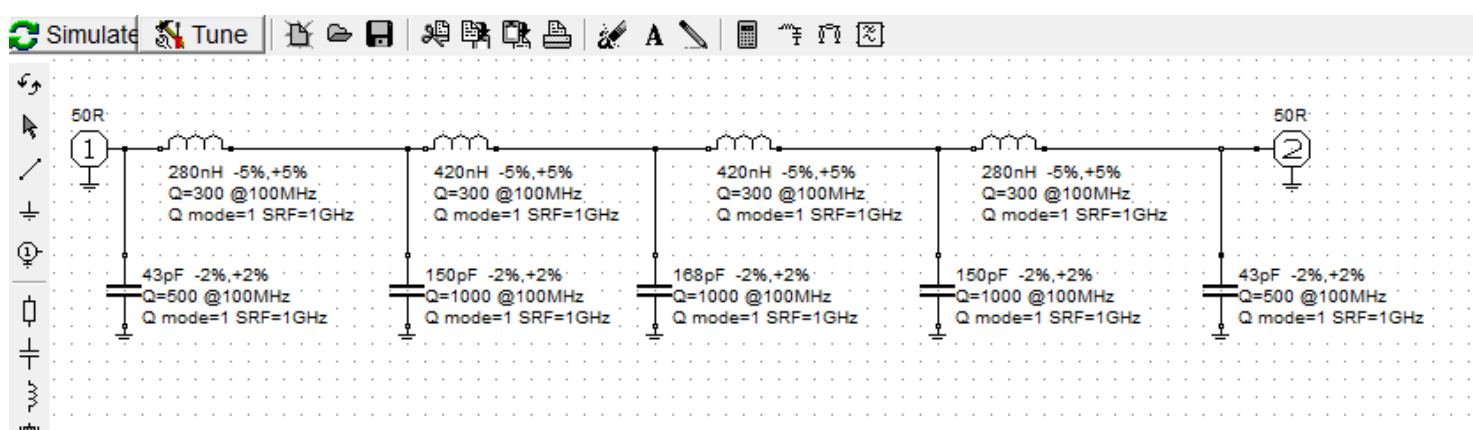 Simulate Tune A
50R 50R
1 2
280nH -5%,+5% 420nH -5%,+5% 420nH -5%,+5% 280nH -5%,+5%
Q=300 @100MHz Q=300 @100MHz Q=300 @100MHz Q=300 @100MHz
Q mode=1 SRF=1GHz Q mode=1 SRF=1GHz Q mode=1 SRF=1GHz Q mode=1 SRF=1GHz
1
43pF -2%,+2% 150pF -2%,+2% 168pF -2%,+2% 150pF -2%,+2% 43pF -2%,+2%
Q=500 @100MHz Q=1000 @100MHz Q=1000 @100MHz Q=1000 @100MHz Q=500 @100MHz
Q mode=1 SRF=1GHz Q mode=1 SRF=1GHz Q mode=1 SRF=1GHz Q mode=1 SRF=1GHz Q mode=1 SRF=1GHz